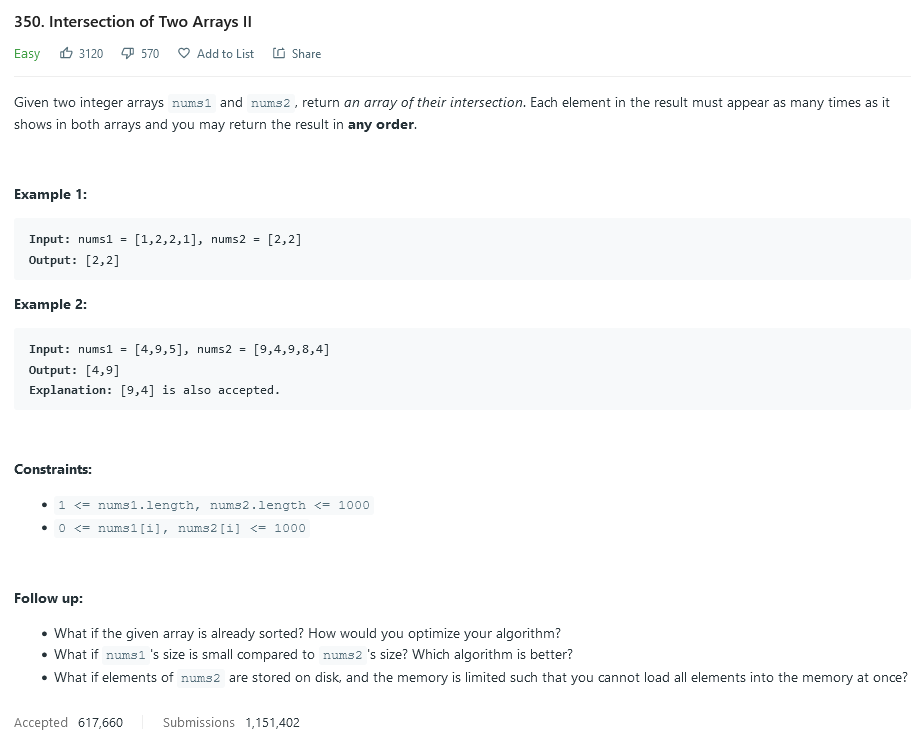 350. Intersection of Two Arrays II
Easy 3120 570 Add to List Share
Given two integer arrays nums1 and nums2, return an array of their intersection. Each element in the result must appear as many times as it
shows in both arrays and you may return the result in any order.
Example 1:
Input: nums1 = [1,2,2,1], nums2 = [2,2]
Output: [2,2]
Example 2:
Input: nums1 = [4,9,5], nums2 = [9,4,9,8,4]
Output: [4,9]
Explanation: [9,4] is also accepted.
Constraints:
• 1 <= nums1.length, nums2.length <= 1000
• 0 <= nums1[i], nums2[i] <= 1000
Follow up:
• What if the given array is already sorted? How would you optimize your algorithm?
• What if nums1's size is small compared to nums2's size? Which algorithm is better?
• What if elements of nums2 are stored on disk, and the memory is limited such that you cannot load all elements into the memory at once?
Accepted 617,660 Submissions 1,151,402